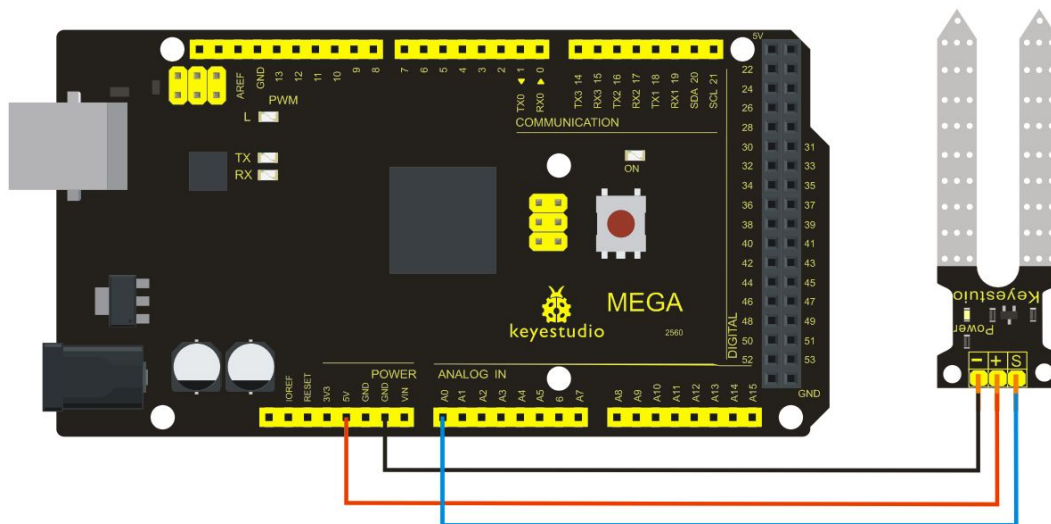 5V
AREF
GND
13
12
11
10
9
8
7
6
5
4
3
2
TX0 1
RX0 0
TX3 14
RX3 15
TX2 16
RX2 17
TX1 18
RX1 19
SDA 20
SCL 21
PWM
L
TX
RX
COMMUNICATION
ON
22
24
26
28
30 31
32 33
34 35
36 37
38 39
40 41
42 43
44 45
46 47
48 49
50 51
52 53
GND
DIGITAL
MEGA
2560
keyestudio
POWER
IOREF
RESET
3V3
5V
GND
GND
VIN
ANALOG IN
A0
A1
A2
A3
A4
A5
6
A7
A8
A9
A10
A11
A12
A13
A14
A15
Keyestuio
Power
- + S